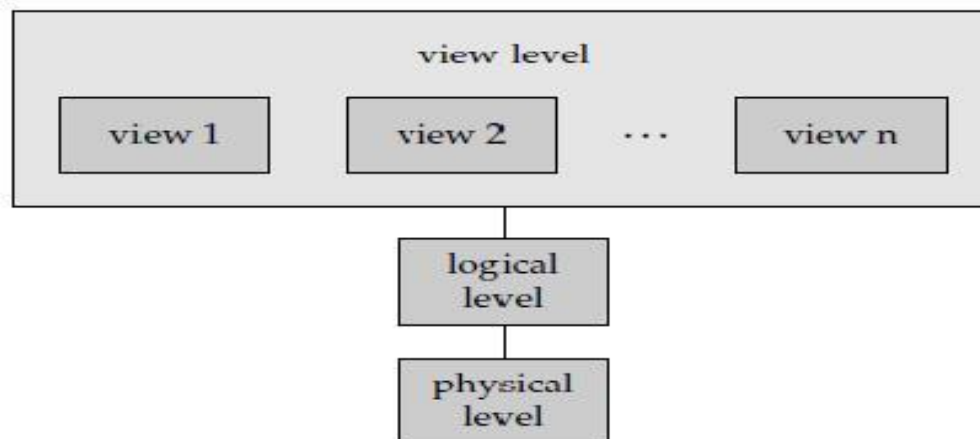 view level
view 1
view 2
...
view n
logical
level
physical
level